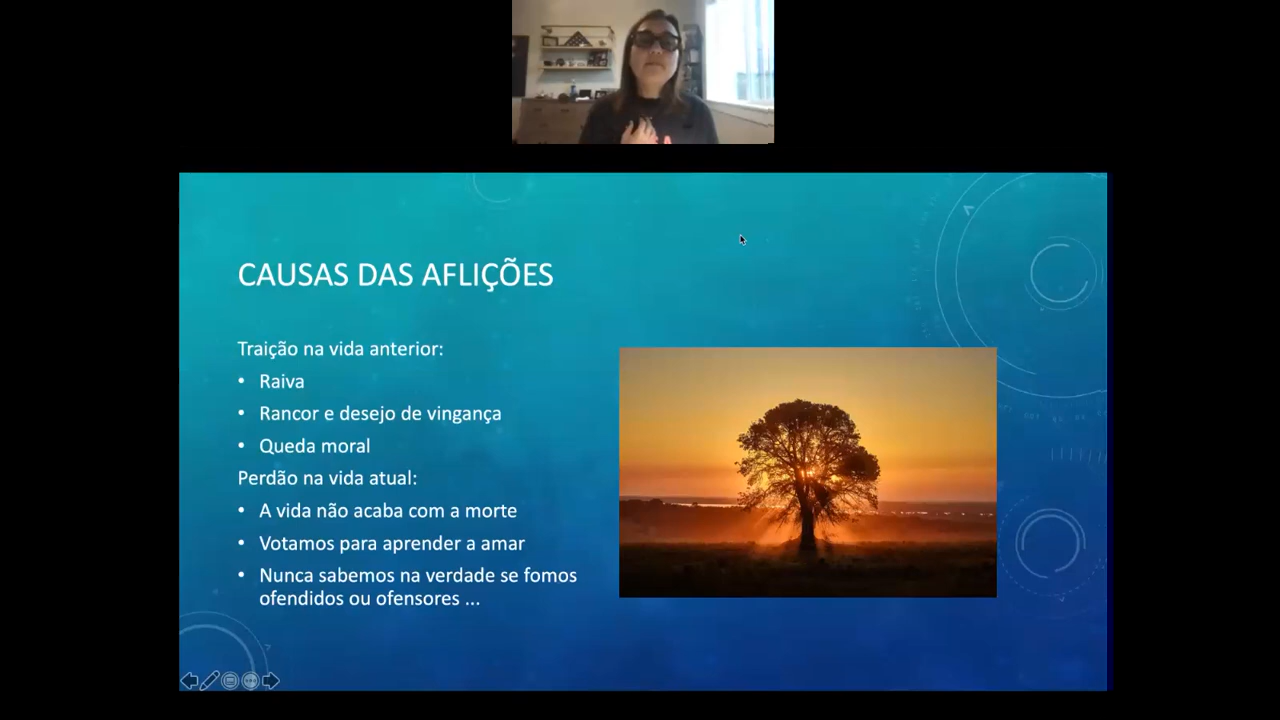 CAUSAS DAS AFLIÇÕES
Traição na vida anterior:
• Raiva
• Rancor e desejo de vingança
• Queda moral
Perdão na vida atual:
• A vida não acaba com a morte
• Votamos para aprender a amar
• Nunca sabemos na verdade se fomos
ofendidos ou ofensores ...